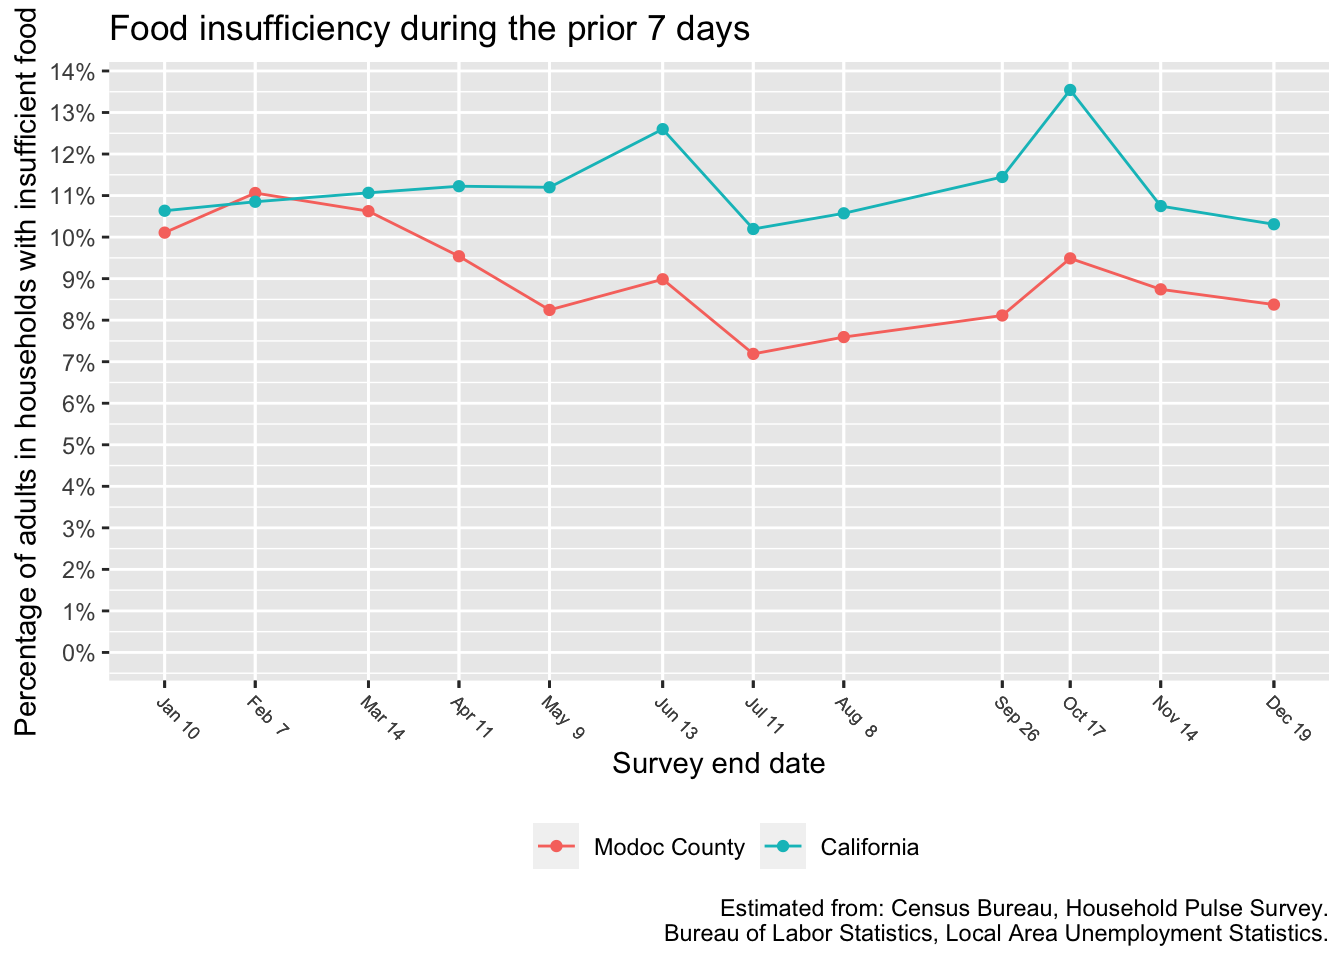 Food insufficiency during the prior 7 days
Percentage of adults in households with insufficient food
14%
13%
12%
11%
10%
9%
8%
7%
6%
5%
4%
3%
2%
1%
0%
Jan 10
Feb 7
Mar 14
Apr 11
May 9
Jun 13
Jul 11
Aug 8
Sep 26
Oct 17
Nov 14
Dec 19
Survey end date
Modoc County
California
Estimated from: Census Bureau, Household Pulse Survey.
Bureau of Labor Statistics, Local Area Unemployment Statistics.